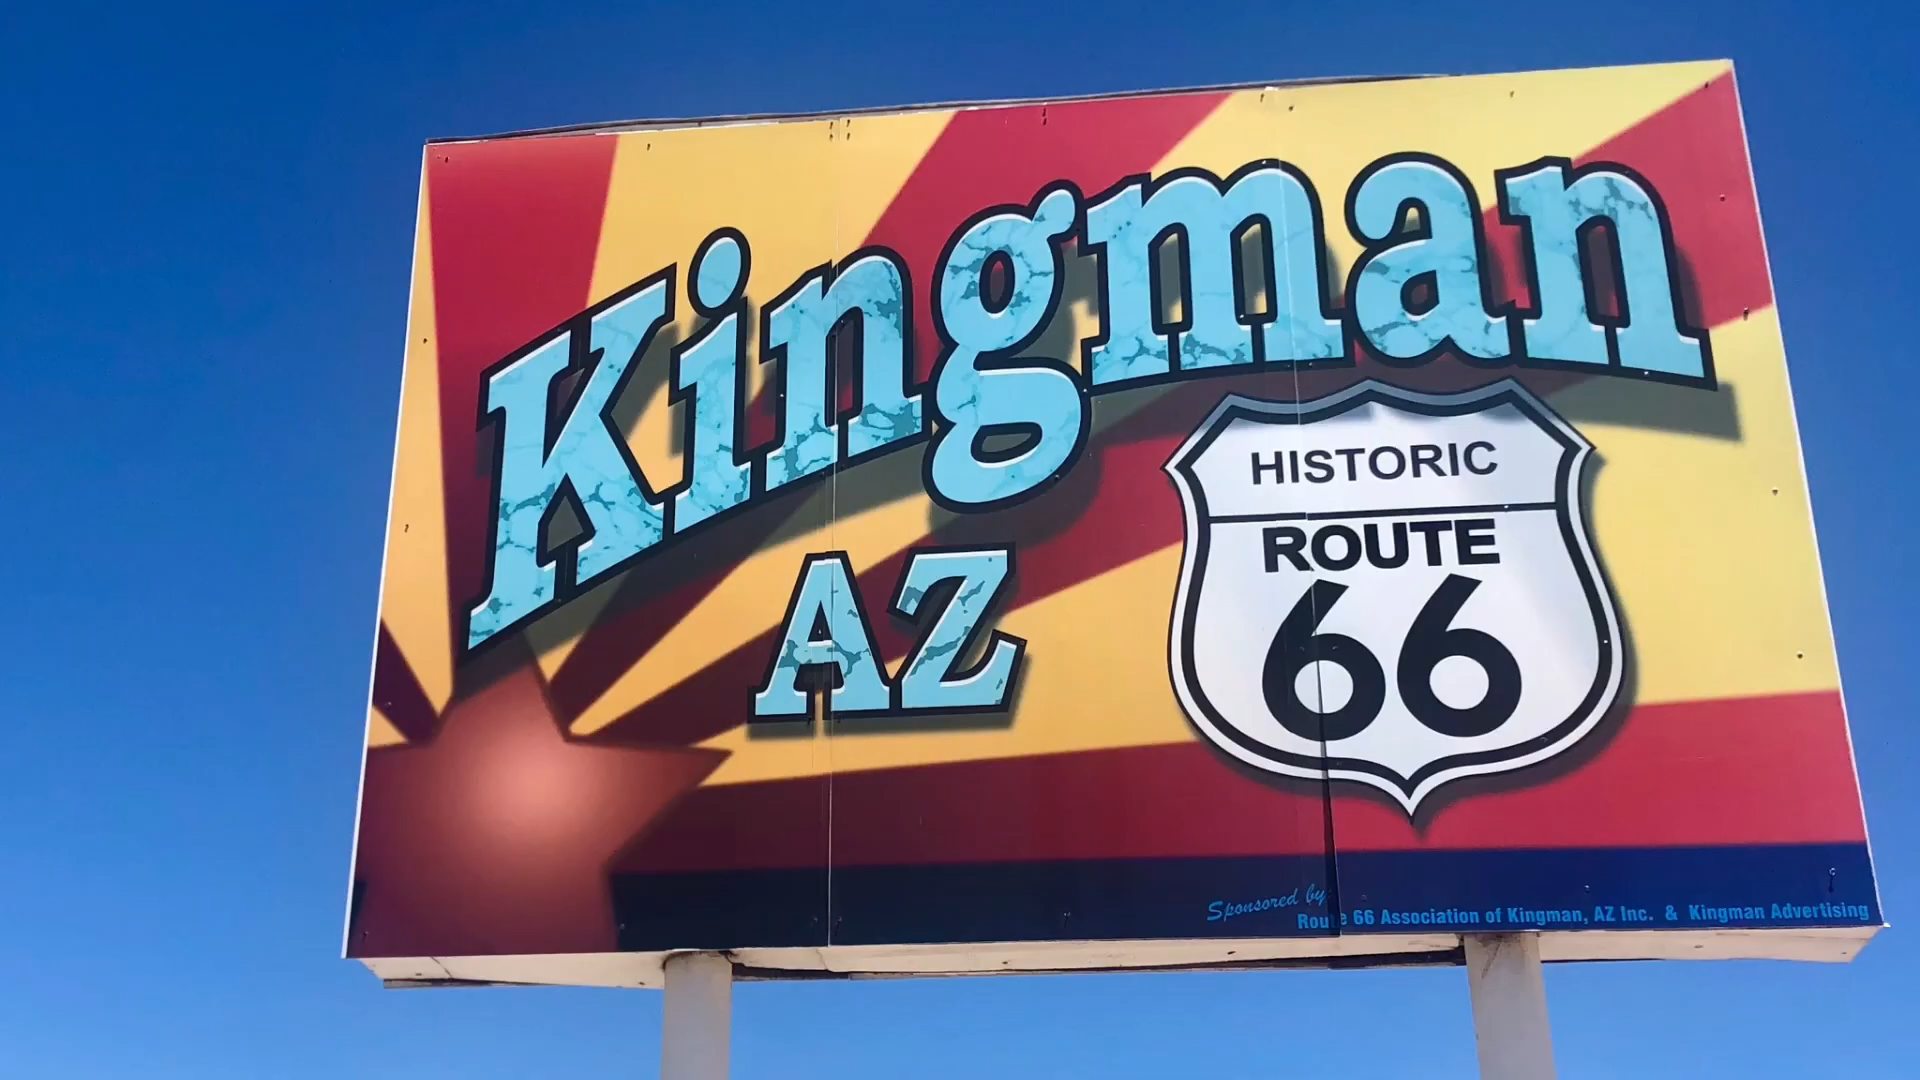 Kingman
AZ
HISTORIC
ROUTE
66
Sponsored by:
Route 66 Association of Kingman, AZ Inc. & Kingman Advertising